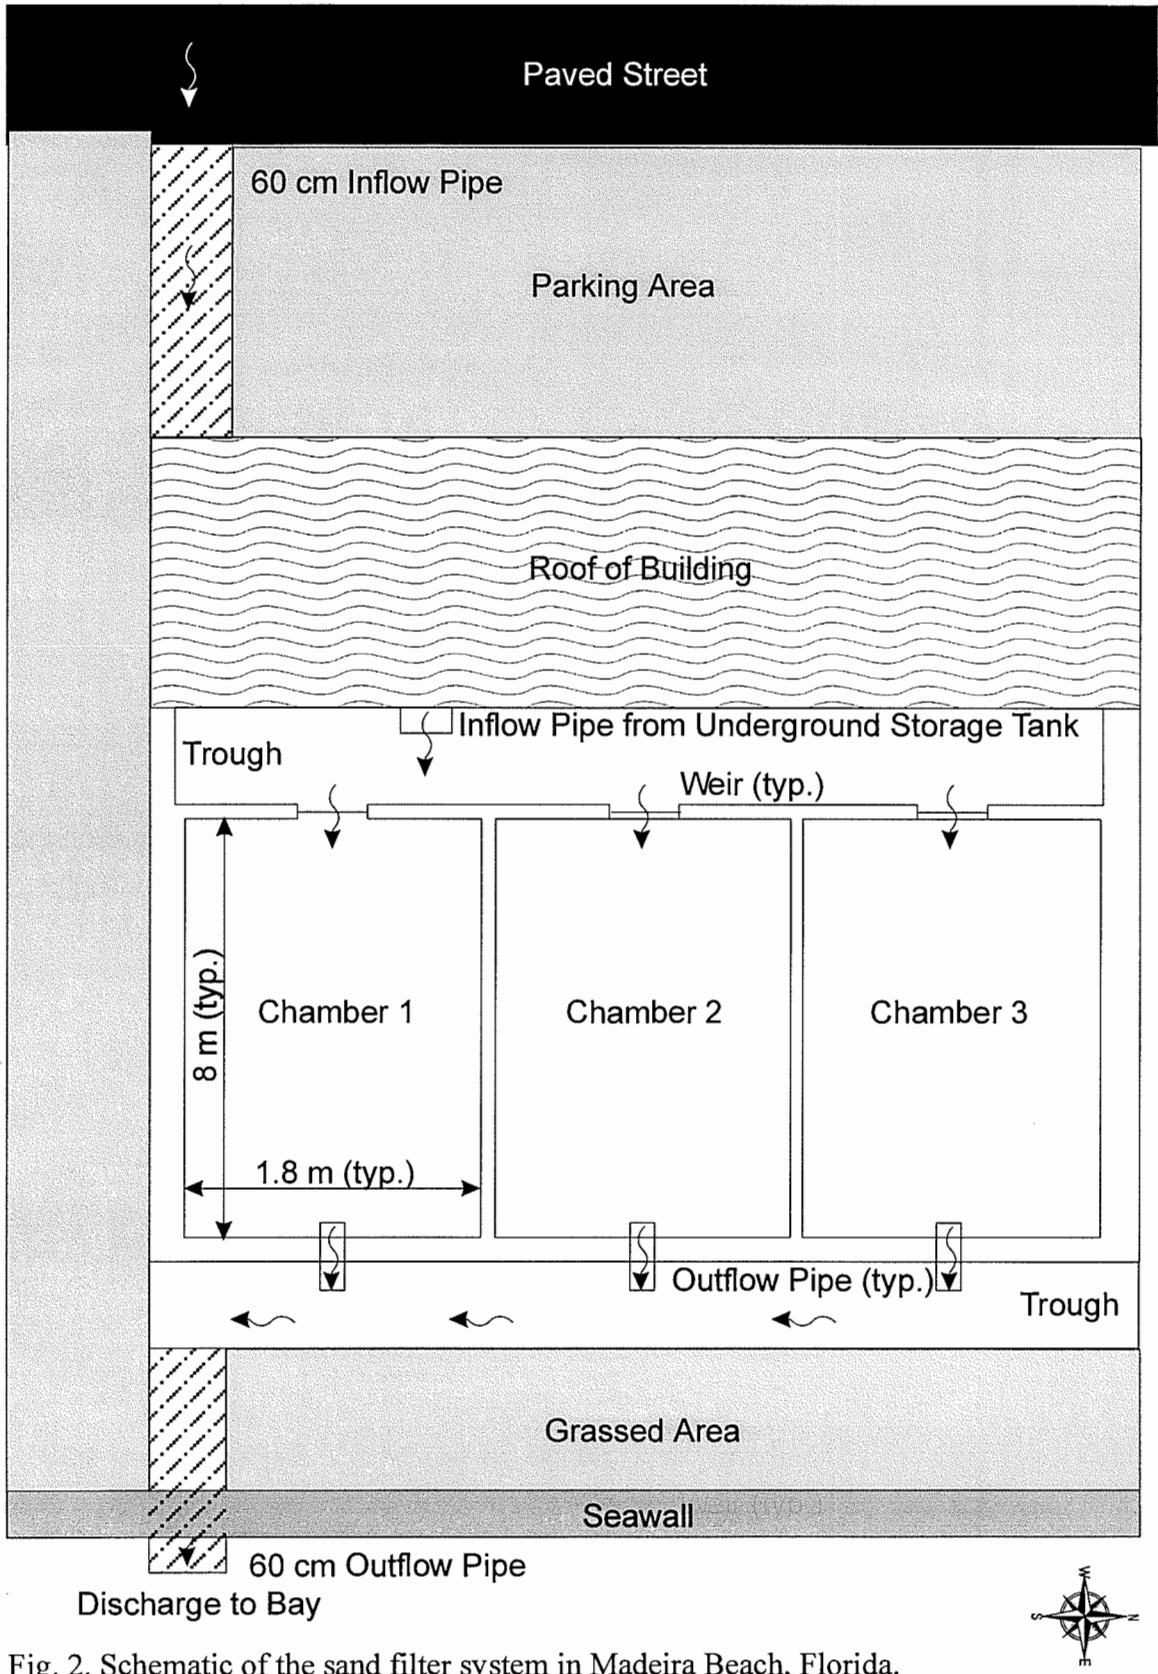 Paved Street
60 cm Inflow Pipe
Parking Area
Roof of Building
Inflow Pipe from Underground Storage Tank
Trough
Weir (typ.)
8 m (typ.)
Chamber 1
Chamber 2
Chamber 3
1.8 m (typ.)
Outflow Pipe (typ.)
Trough
Grassed Area
Seawall
60 cm Outflow Pipe
Discharge to Bay
W
S
N
E
Fig. 2. Schematic of the sand filter system in Madeira Beach, Florida.